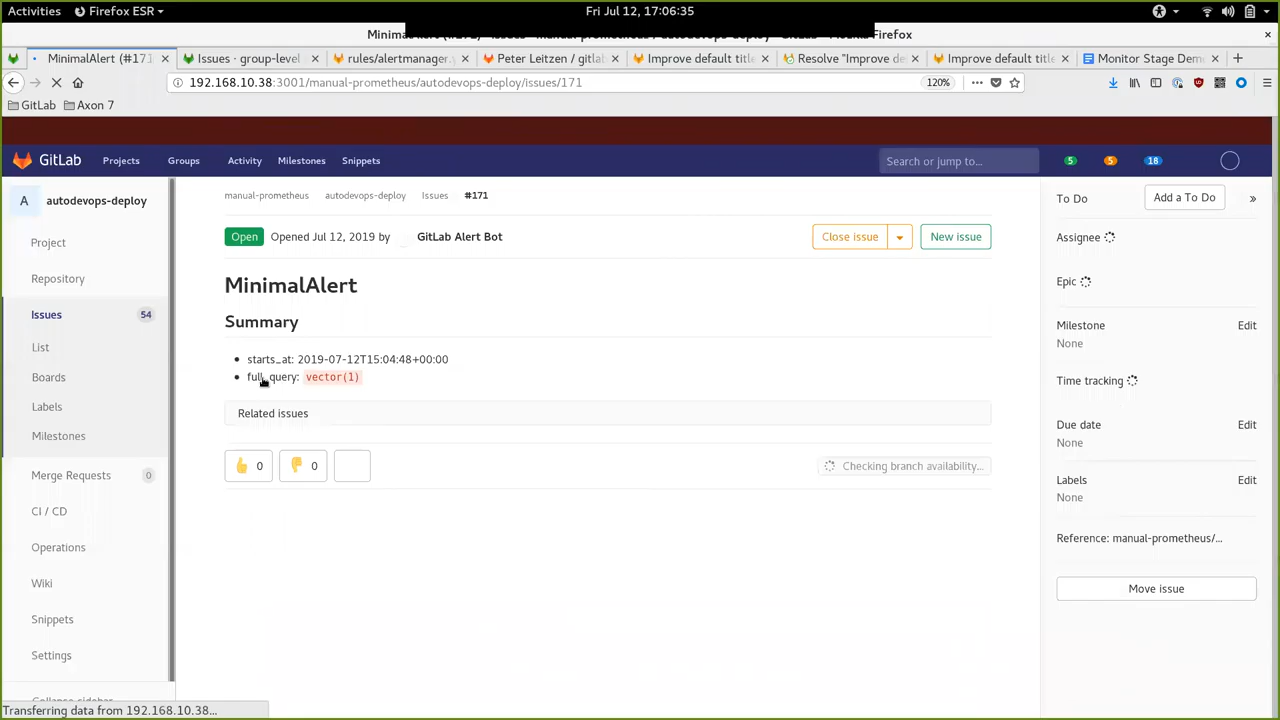 Activities Firefox ESR Fri Jul 12, 17:06:35
Firefox
MinimalAlert (#171 Issues · group-level rules/alertmanager.y Peter Leitzen / gitlab Improve default title Resolve "Improve de Improve default title Monitor Stage Demo
192.168.10.38:3001/manual-prometheus/autodevops-deploy/issues/171 120%
GitLab Axon 7
GitLab Projects Groups Activity Milestones Snippets Search or jump to... 5 5 18
A autodevops-deploy
Project
Repository
Issues 54
List
Boards
Labels
Milestones
Merge Requests 0
CI / CD
Operations
Wiki
Snippets
Settings
Collapse sidebar
manual-prometheus autodevops-deploy Issues #171
Open Opened Jul 12, 2019 by GitLab Alert Bot Close issue New issue
MinimalAlert
Summary
starts_at: 2019-07-12T15:04:48+00:00
full_query: vector(1)
Related issues
0 0 Checking branch availability...
To Do Add a To Do »
Assignee
Epic
Milestone Edit
None
Time tracking
Due date Edit
None
Labels Edit
None
Reference: manual-prometheus/...
Move issue
Transferring data from 192.168.10.38...